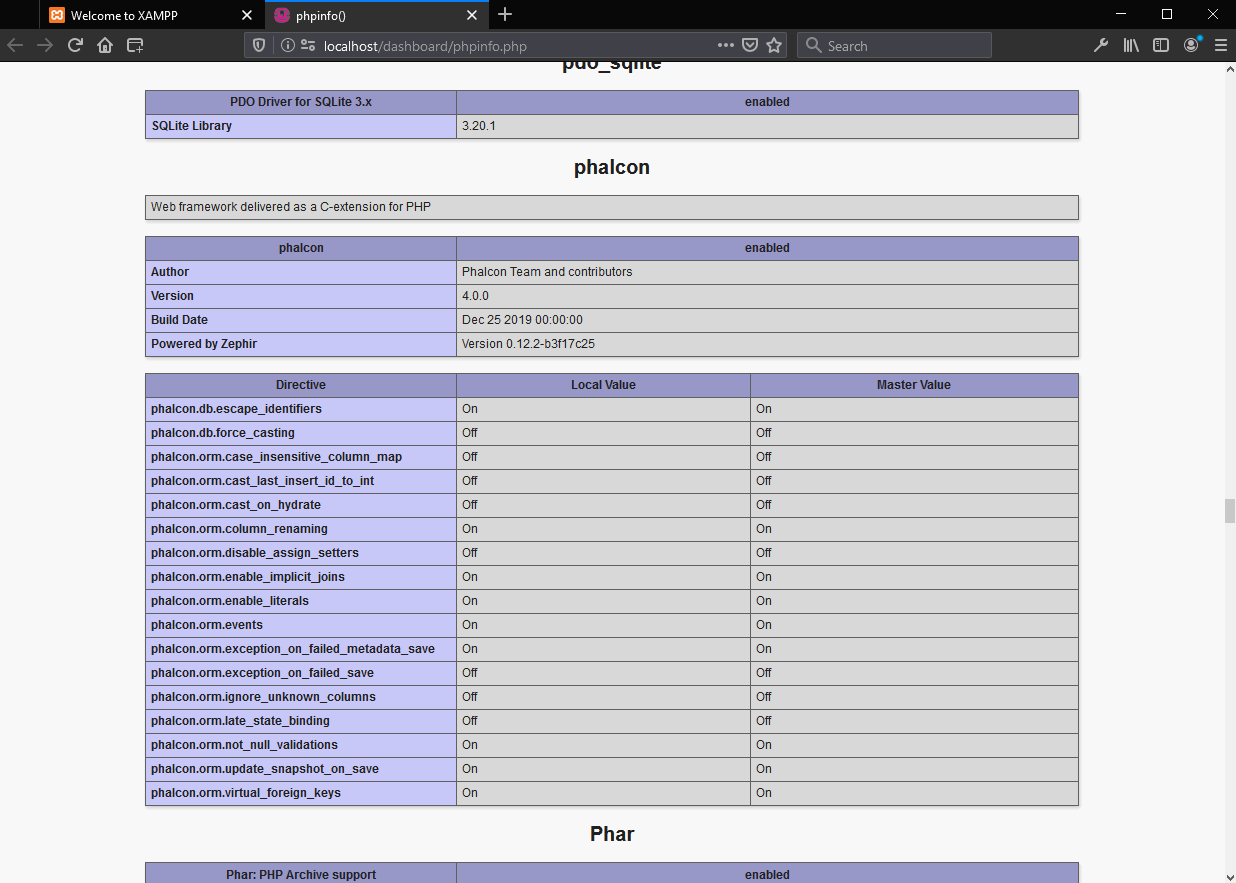 Welcome to XAMPP
phpinfo()
localhost/dashboard/phpinfo.php
Search
pdo_sqlite
PDO Driver for SQLite 3.x enabled
SQLite Library 3.20.1
phalcon
Web framework delivered as a C-extension for PHP
phalcon enabled
Author Phalcon Team and contributors
Version 4.0.0
Build Date Dec 25 2019 00:00:00
Powered by Zephir Version 0.12.2-b3f17c25
Directive Local Value Master Value
phalcon.db.escape_identifiers On On
phalcon.db.force_casting Off Off
phalcon.orm.case_insensitive_column_map Off Off
phalcon.orm.cast_last_insert_id_to_int Off Off
phalcon.orm.cast_on_hydrate Off Off
phalcon.orm.column_renaming On On
phalcon.orm.disable_assign_setters Off Off
phalcon.orm.enable_implicit_joins On On
phalcon.orm.enable_literals On On
phalcon.orm.events On On
phalcon.orm.exception_on_failed_metadata_save On On
phalcon.orm.exception_on_failed_save Off Off
phalcon.orm.ignore_unknown_columns Off Off
phalcon.orm.late_state_binding Off Off
phalcon.orm.not_null_validations On On
phalcon.orm.update_snapshot_on_save On On
phalcon.orm.virtual_foreign_keys On On
Phar
Phar: PHP Archive support enabled